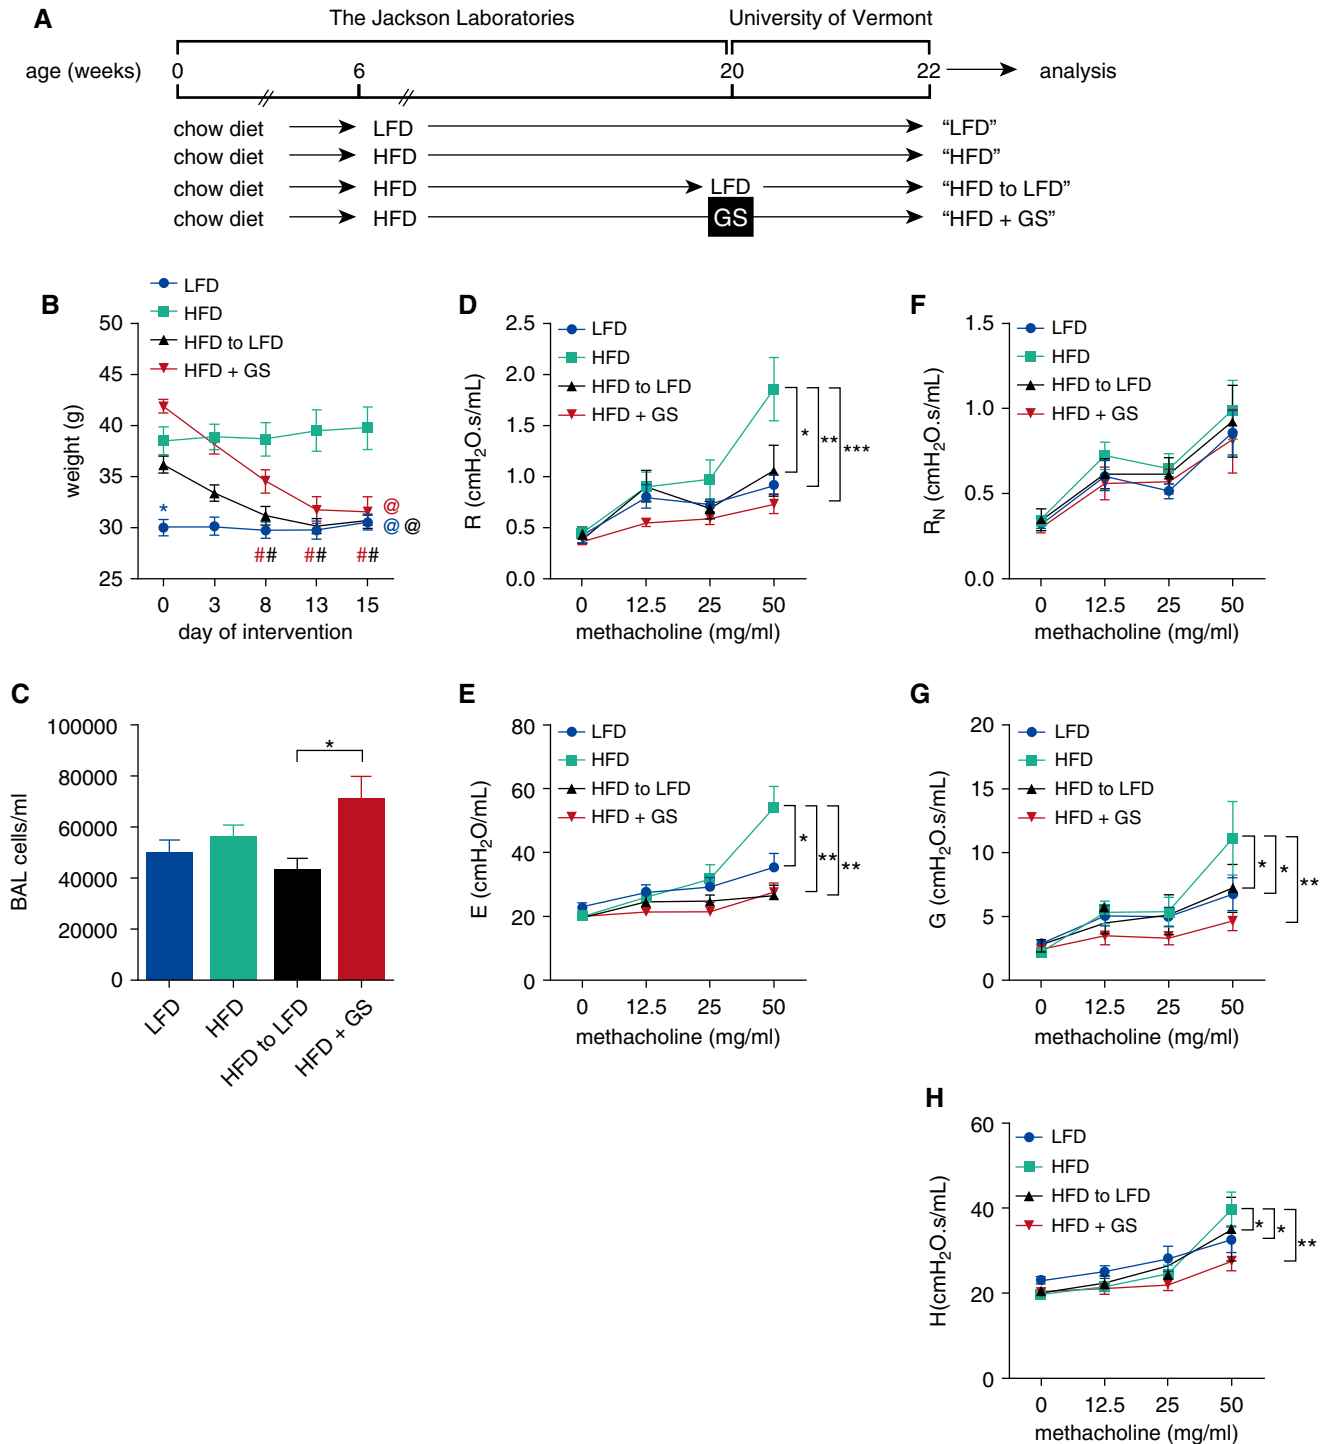 A
The Jackson Laboratories
University of Vermont
age (weeks)
0
6
20
22
analysis
chow diet
LFD
“LFD”
chow diet
HFD
“HFD”
chow diet
HFD
LFD
“HFD to LFD”
chow diet
HFD
GS
“HFD + GS”
B
LFD
HFD
HFD to LFD
HFD + GS
weight (g)
50
45
40
35
30
25
*
@
@ @
## ## ##
0 3 8 13 15
day of intervention
D
LFD
HFD
HFD to LFD
HFD + GS
R (cmH2O.s/mL)
2.5
2.0
1.5
1.0
0.5
0.0
* ** ***
0 12.5 25 50
methacholine (mg/ml)
F
LFD
HFD
HFD to LFD
HFD + GS
RN (cmH2O.s/mL)
1.5
1.0
0.5
0.0
0 12.5 25 50
methacholine (mg/ml)
C
BAL cells/ml
100000
80000
60000
40000
20000
0
*
LFD
HFD
HFD to LFD
HFD + GS
E
LFD
HFD
HFD to LFD
HFD + GS
E (cmH2O/mL)
80
60
40
20
0
* ** **
0 12.5 25 50
methacholine (mg/ml)
G
LFD
HFD
HFD to LFD
HFD + GS
G (cmH2O.s/mL)
20
15
10
5
0
* * **
0 12.5 25 50
methacholine (mg/ml)
H
LFD
HFD
HFD to LFD
HFD + GS
H(cmH2O.s/mL)
60
40
20
0
* * **
0 12.5 25 50
methacholine (mg/ml)